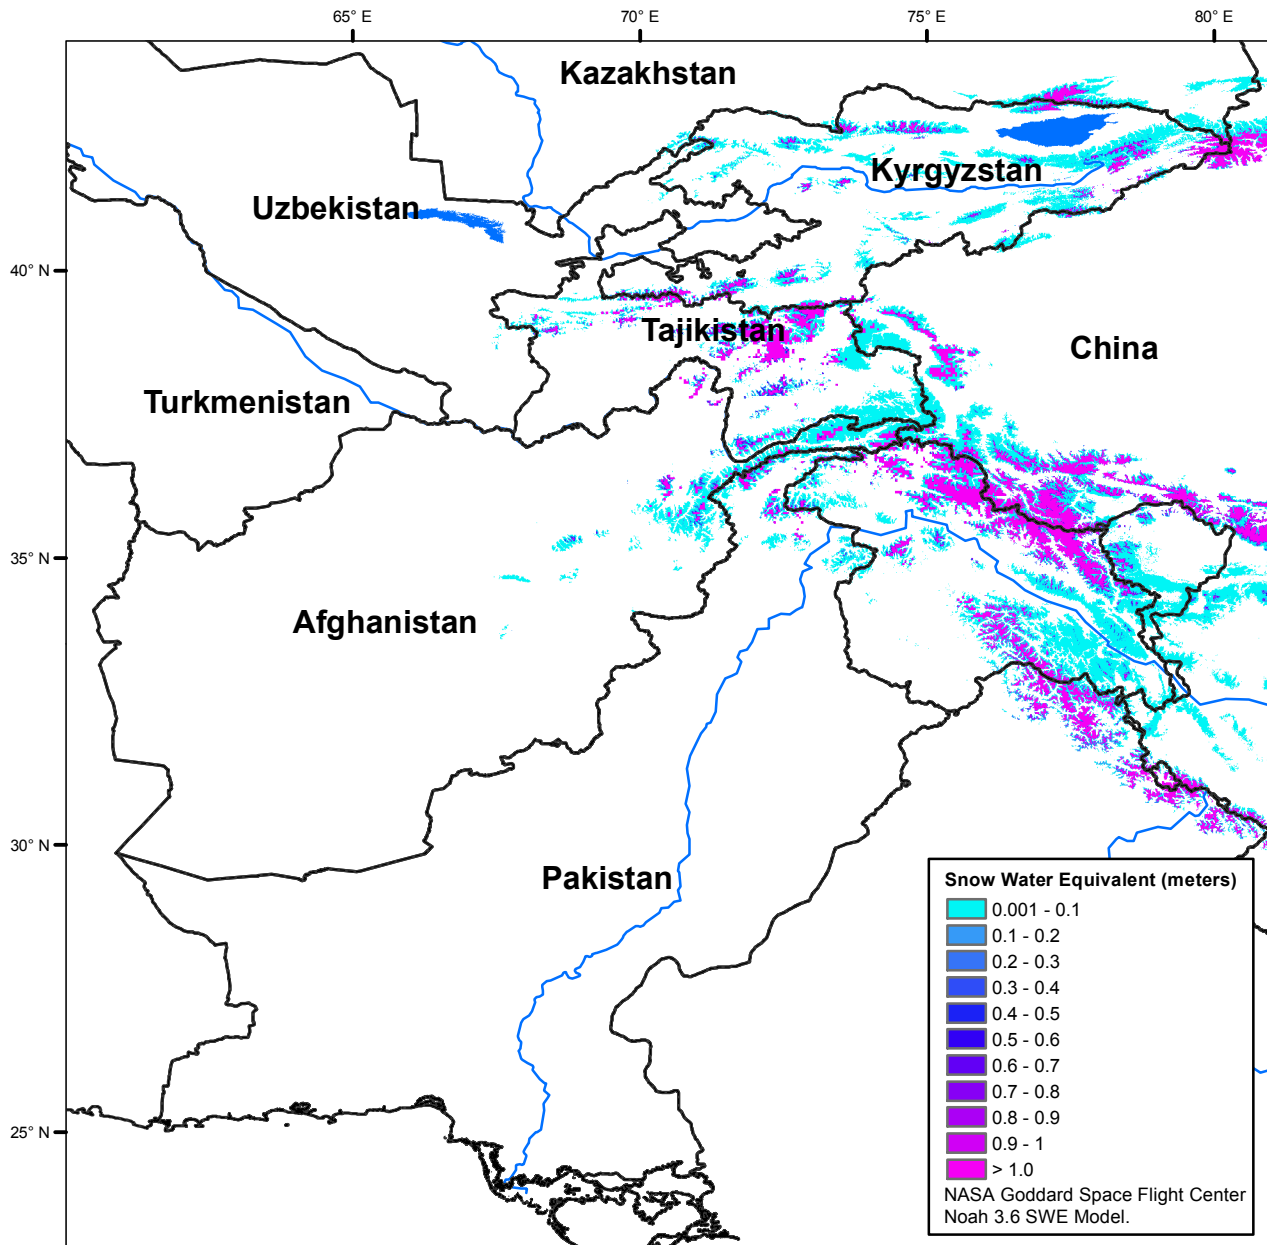 65° E
70° E
75° E
80° E
Kazakhstan
Kyrgyzstan
Uzbekistan
40° N
Tajikistan
China
Turkmenistan
35° N
Afghanistan
30° N
Pakistan
25° N
Snow Water Equivalent (meters)
0.001 - 0.1
0.1 - 0.2
0.2 - 0.3
0.3 - 0.4
0.4 - 0.5
0.5 - 0.6
0.6 - 0.7
0.7 - 0.8
0.8 - 0.9
0.9 - 1
> 1.0
NASA Goddard Space Flight Center
Noah 3.6 SWE Model.